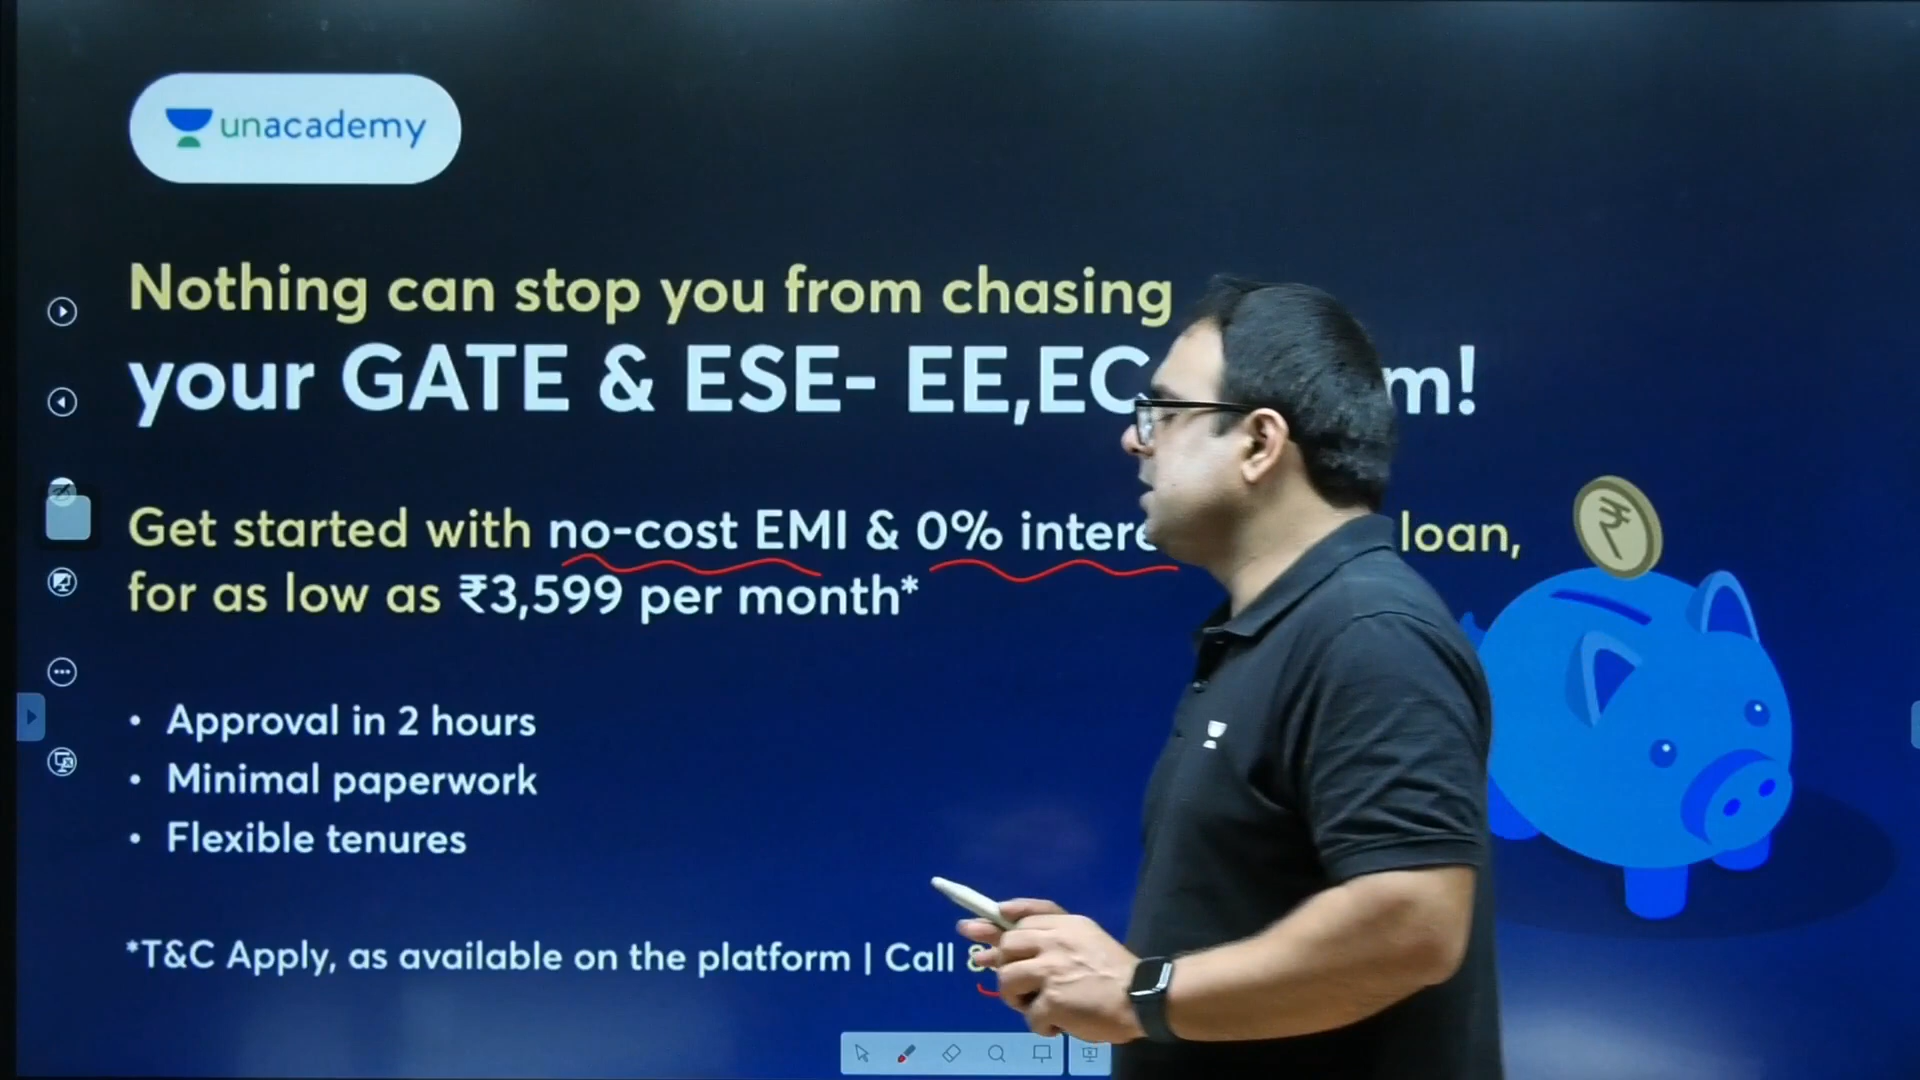 unacademy
Nothing can stop you from chasing
your GATE & ESE- EE,EC
Get started with no-cost EMI & 0% loan,
for as low as ₹3,599 per month*
• Approval in 2 hours
• Minimal paperwork
• Flexible tenures
*T&C Apply, as available on the platform | Call